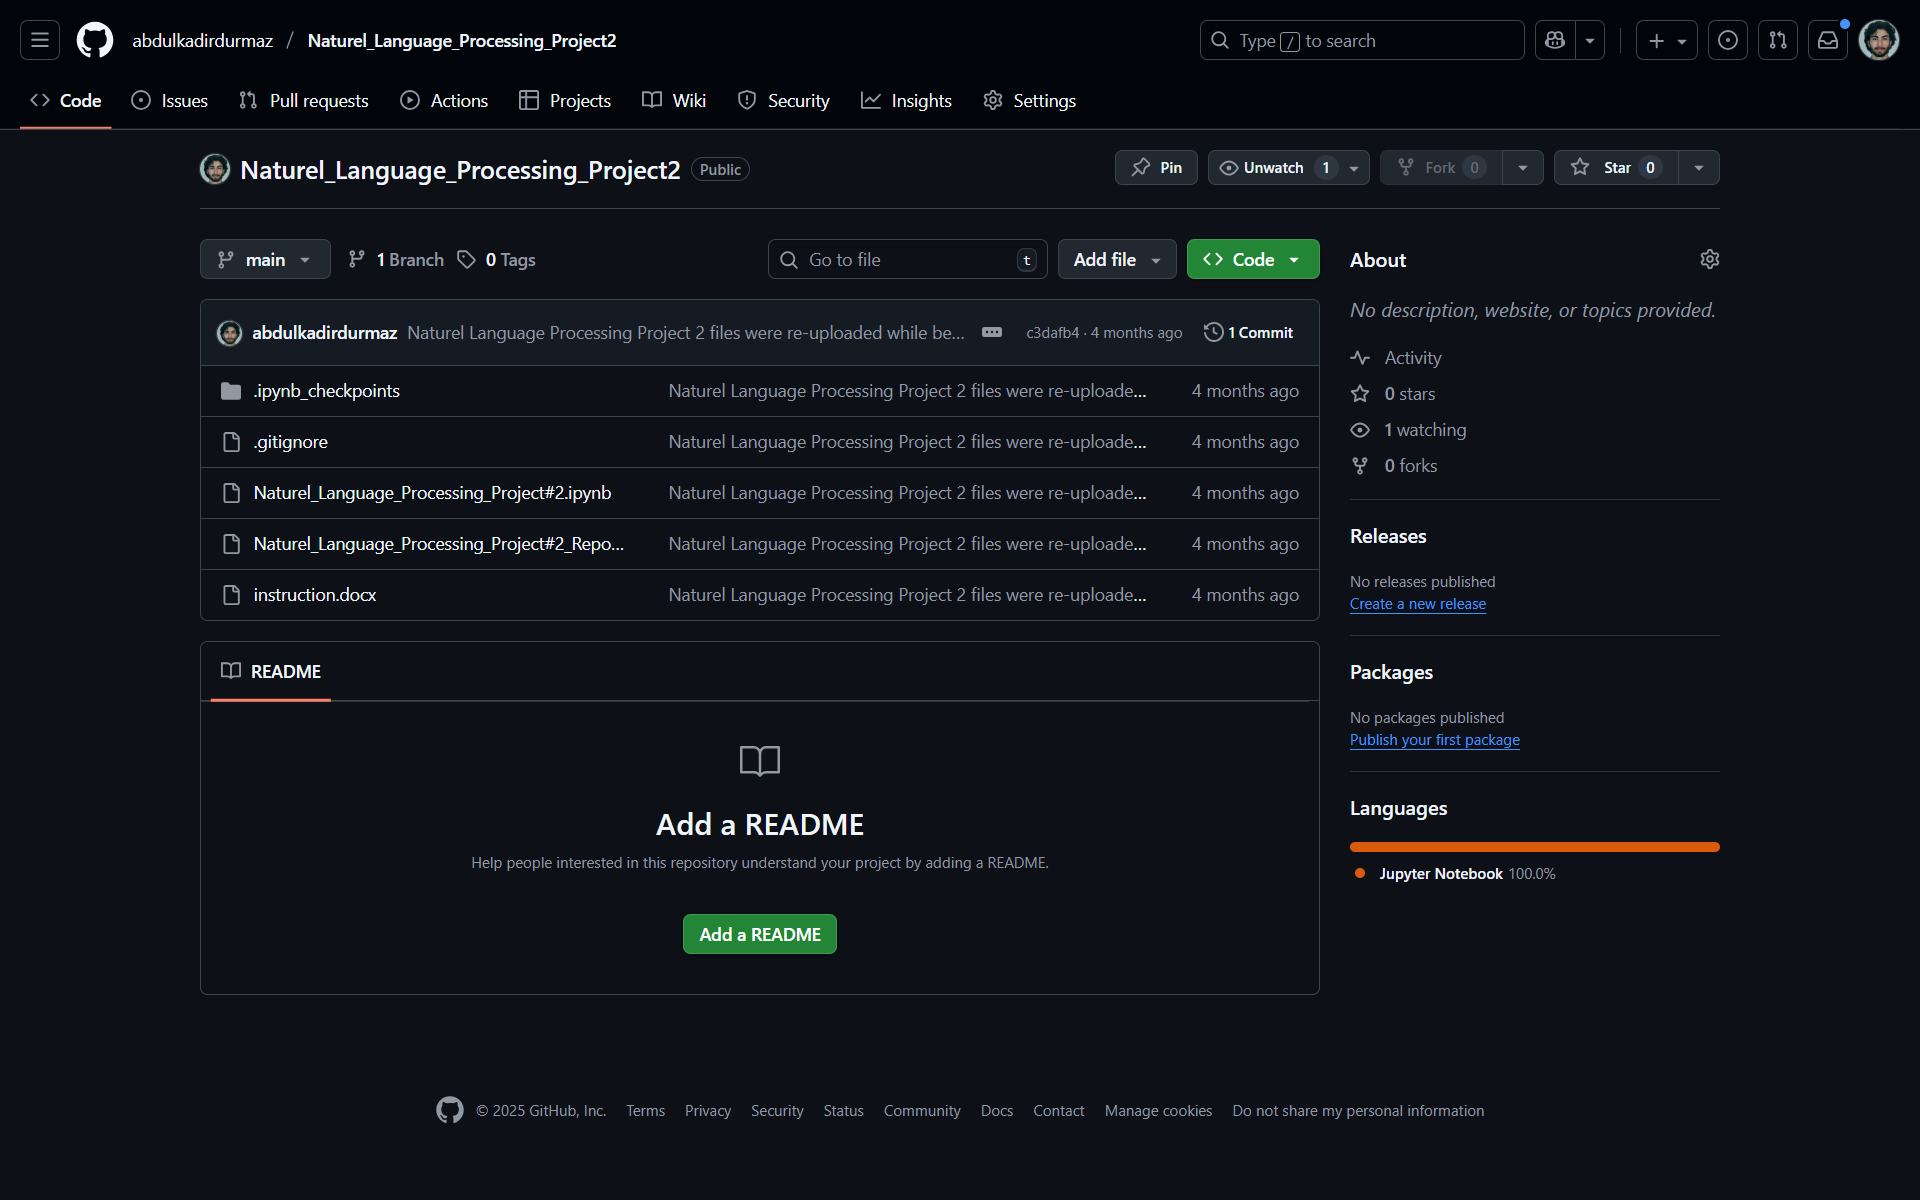 abdulkadirdurmaz / Naturel_Language_Processing_Project2
Type / to search
Code Issues Pull requests Actions Projects Wiki Security Insights Settings
Naturel_Language_Processing_Project2 Public
Pin Unwatch 1 Fork 0 Star 0
main 1 Branch 0 Tags Go to file t Add file Code
abdulkadirdurmaz Naturel Language Processing Project 2 files were re-uploaded while be... c3dafb4 · 4 months ago 1 Commit
.ipynb_checkpoints Naturel Language Processing Project 2 files were re-uploade... 4 months ago
.gitignore Naturel Language Processing Project 2 files were re-uploade... 4 months ago
Naturel_Language_Processing_Project#2.ipynb Naturel Language Processing Project 2 files were re-uploade... 4 months ago
Naturel_Language_Processing_Project#2_Repo... Naturel Language Processing Project 2 files were re-uploade... 4 months ago
instruction.docx Naturel Language Processing Project 2 files were re-uploade... 4 months ago
README
Add a README
Help people interested in this repository understand your project by adding a README.
Add a README
About
No description, website, or topics provided.
Activity
0 stars
1 watching
0 forks
Releases
No releases published
Create a new release
Packages
No packages published
Publish your first package
Languages
Jupyter Notebook 100.0%
© 2025 GitHub, Inc. Terms Privacy Security Status Community Docs Contact Manage cookies Do not share my personal information